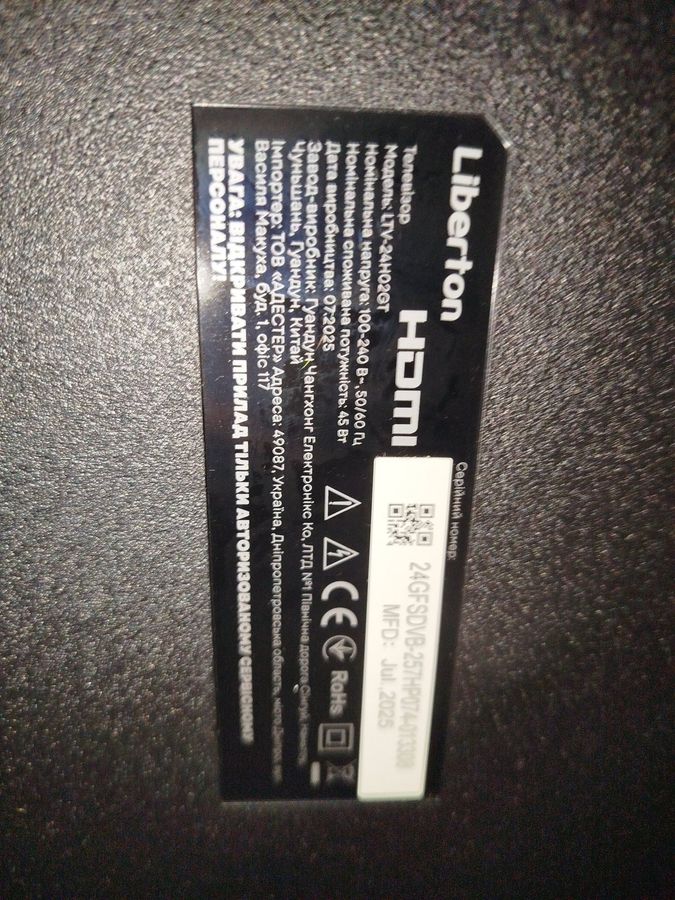 Liberton
HDMI
Телевізор
Модель: LTV-24H02GT
Номінальна напруга: 100-240 В~, 50/60 Гц
Номінальна споживана потужність: 45 Вт
Дата виробництва: 07.2025
Завод-виробник: Гуандун Чангхонг Електронікс Ко, ЛТД №1 Північна дорога
Чуньшань, Гуандун, Китай
Імпортер: ТОВ «АДЕСТЕР» Адреса: 49087, Україна, Дніпропетровська область, місто
Василя Макуха, буд. 1, офіс 117
УВАГА: ВІДКРИВАТИ ПРИЛАД ТІЛЬКИ АВТОРИЗОВАНОМУ СЕРВІСНОМУ
ПЕРСОНАЛУ!
CE RoHS
Серійний номер:
24GFSDVB-257HP074-013308
MFD: Jul.,2025